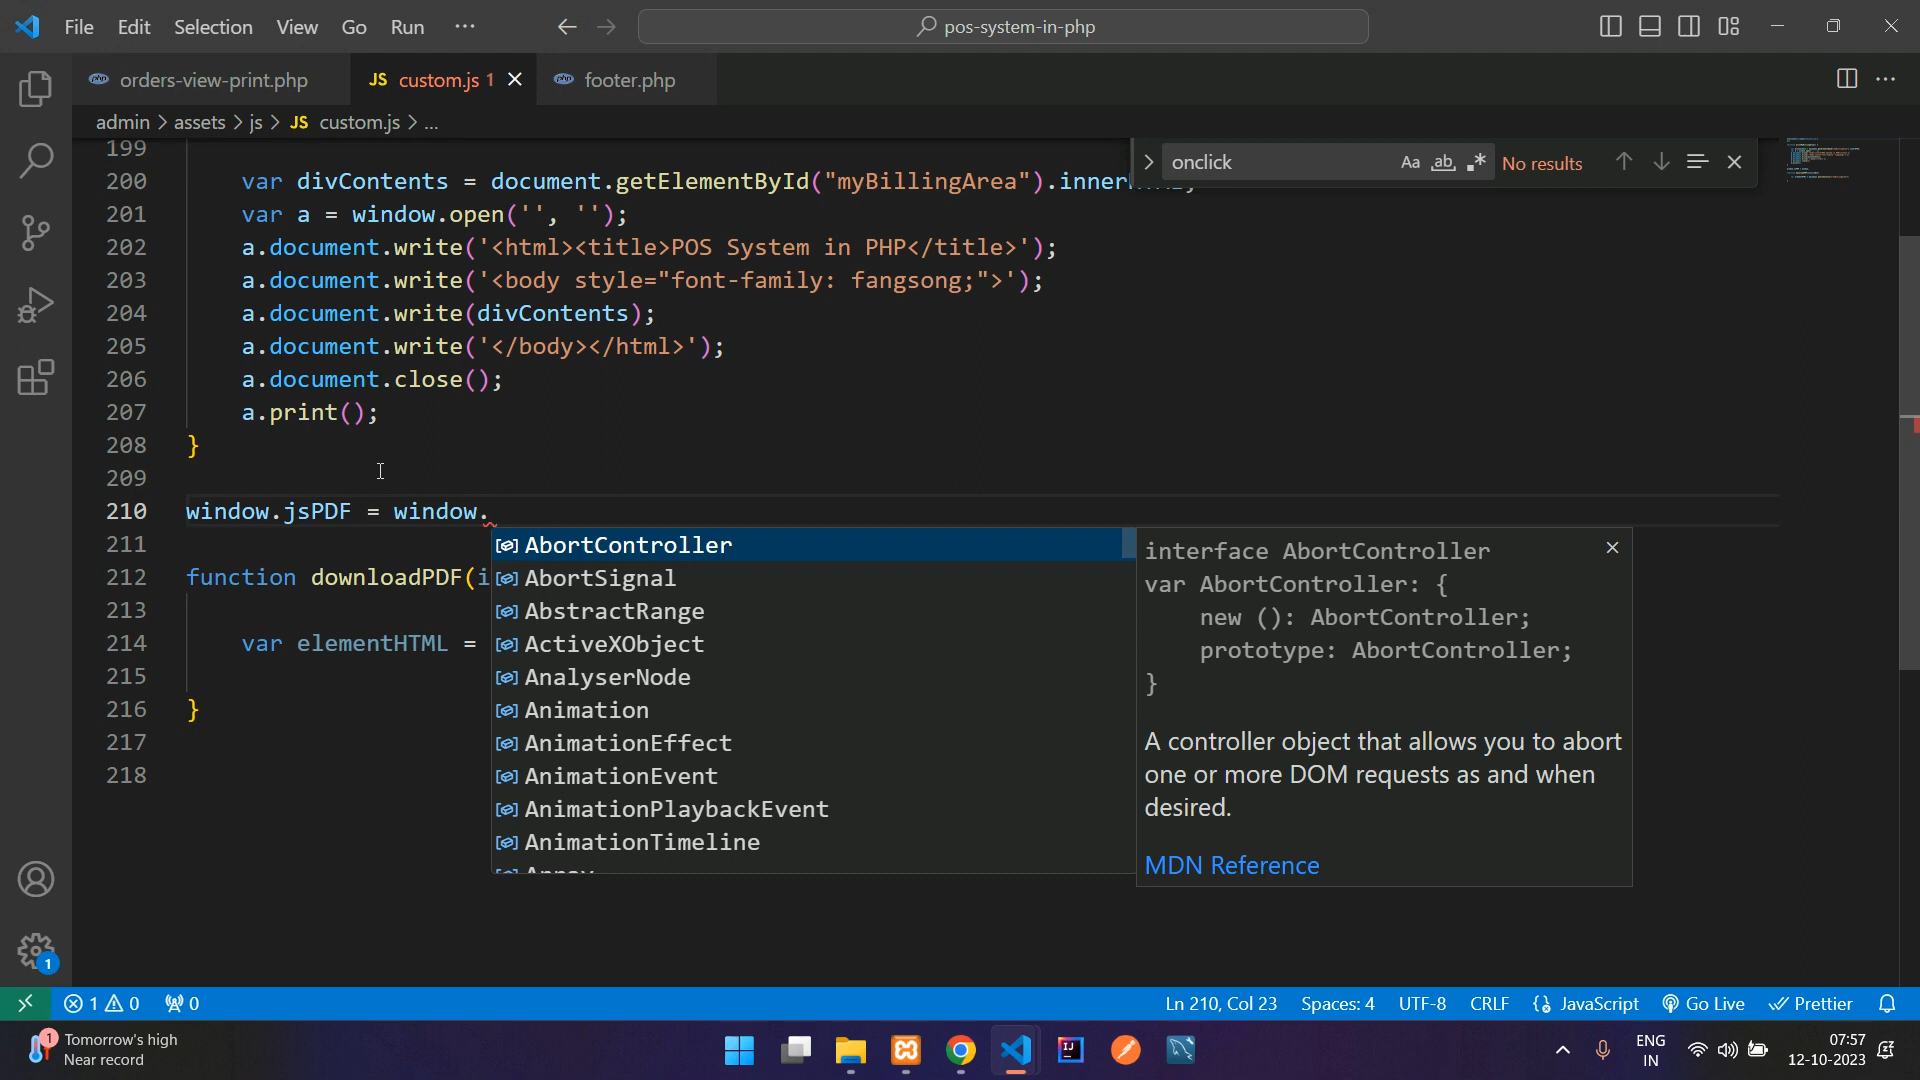 File Edit Selection View Go Run ··· pos-system-in-php
php orders-view-print.php JS custom.js 1 php footer.php
admin > assets > js > JS custom.js > ...
> onclick Aa ab, .* No results
199
200 var divContents = document.getElementById("myBillingArea").inner
201 var a = window.open('', '');
202 a.document.write('<html><title>POS System in PHP</title>');
203 a.document.write('<body style="font-family: fangsong;">');
204 a.document.write(divContents);
205 a.document.write('</body></html>');
206 a.document.close();
207 a.print();
208 }
209
210 window.jsPDF = window.
211
212 function downloadPDF(i
213
214 var elementHTML =
215
216 }
217
218
AbortController
AbortSignal
AbstractRange
ActiveXObject
AnalyserNode
Animation
AnimationEffect
AnimationEvent
AnimationPlaybackEvent
AnimationTimeline
interface AbortController
var AbortController: {
new (): AbortController;
prototype: AbortController;
}
A controller object that allows you to abort
one or more DOM requests as and when
desired.
MDN Reference
1
1 0 0 Ln 210, Col 23 Spaces: 4 UTF-8 CRLF {} JavaScript Go Live Prettier
1 Tomorrow's high
Near record
IJ
ENG
IN
07:57
12-10-2023